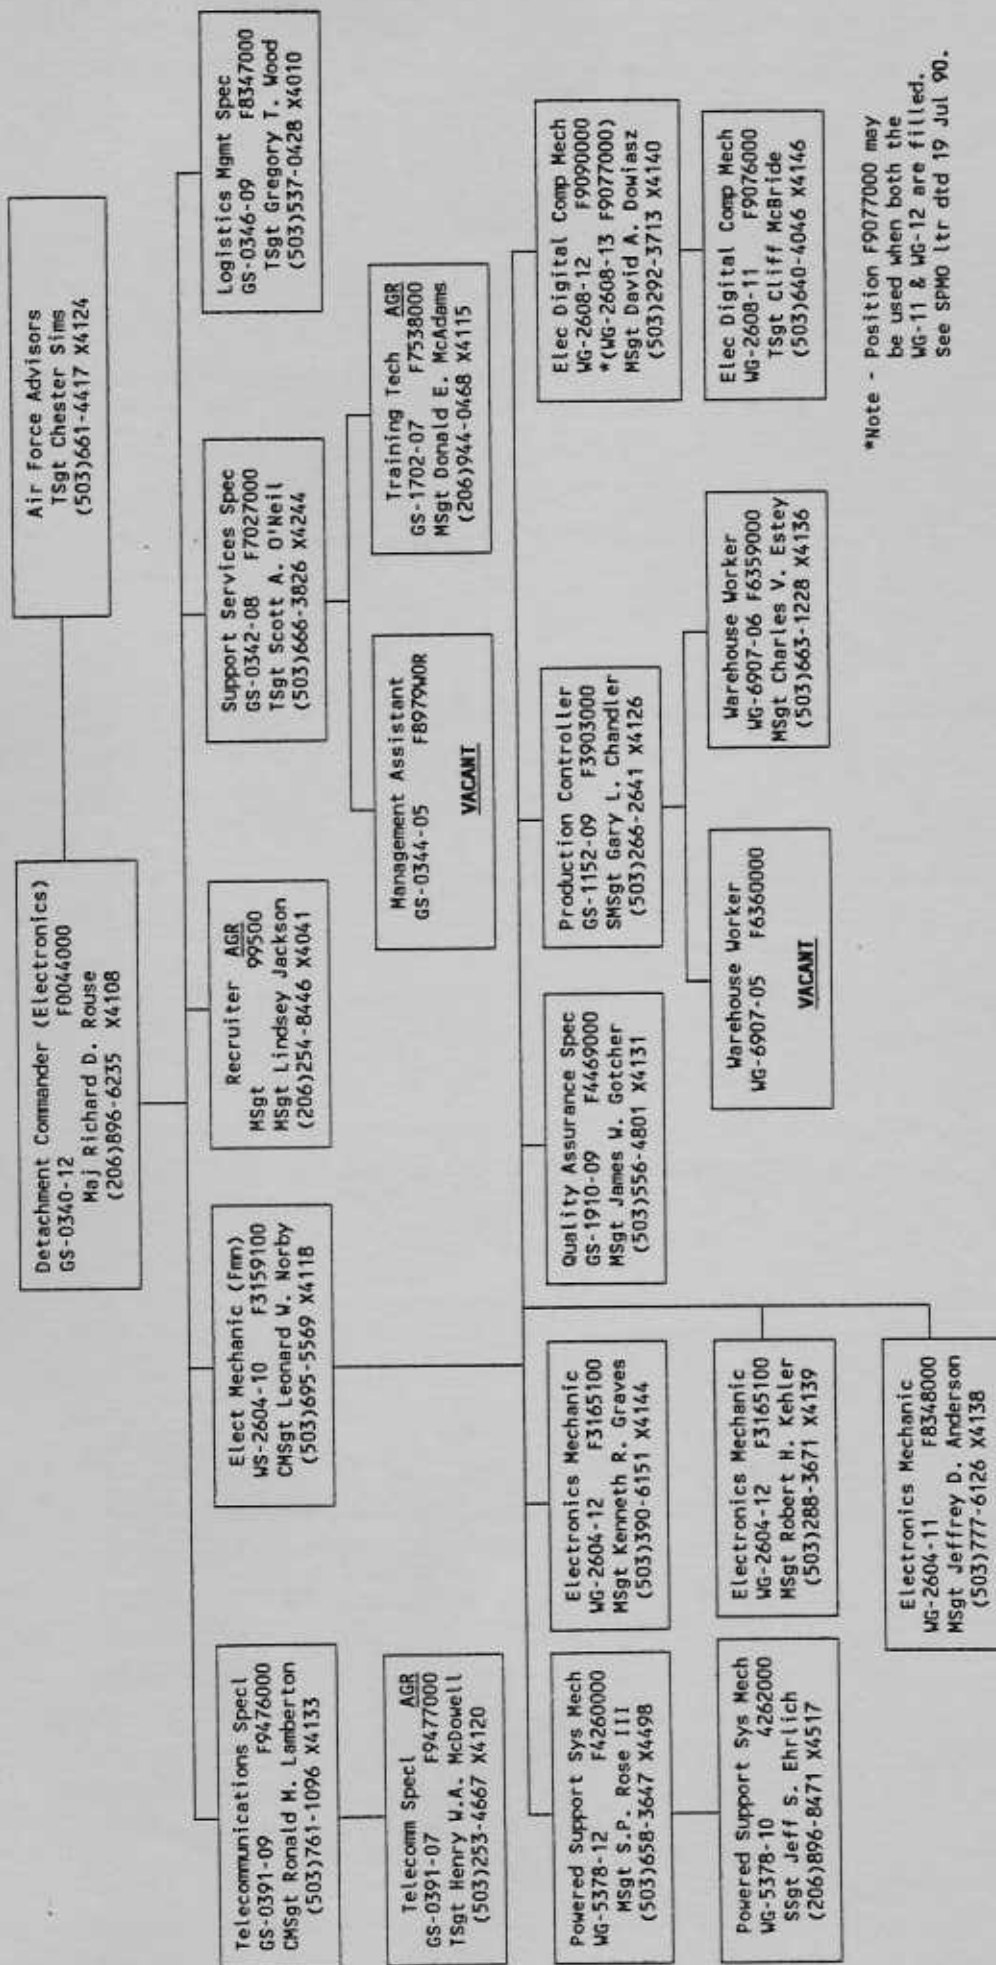 Air Force Advisors
TSgt Chester Sims
(503)661-4417 X4124
Detachment Commander (Electronics)
GS-0340-12 F0044000
Maj Richard D. Rouse
(206)896-6235 X4108
Telecommunications Specl
GS-0391-09 F9476000
CMSgt Ronald M. Lamberton
(503)761-1096 X4133
Elect Mechanic (Fmn)
WS-2604-10 F3159100
CMSgt Leonard W. Norby
(503)695-5569 X4118
Recruiter AGR
MSgt 99500
MSgt Lindsey Jackson
(206)254-8446 X4041
Support Services Spec
GS-0342-08 F7027000
TSgt Scott A. O'Neil
(503)666-3826 X4244
Logistics Mgmt Spec
GS-0346-09 F8347000
TSgt Gregory T. Wood
(503)537-0428 X4010
Telecomm Specl AGR
GS-0391-07 F9477000
TSgt Henry W.A. McDowell
(503)253-4667 X4120
Management Assistant
GS-0344-05 F8979WOR
VACANT
Training Tech AGR
GS-1702-07 F7538000
MSgt Donald E. McAdams
(206)944-0468 X4115
Powered Support Sys Mech
WG-5378-12 F4260000
MSgt S.P. Rose III
(503)658-3647 X4498
Electronics Mechanic
WG-2604-12 F3165100
MSgt Kenneth R. Graves
(503)390-6151 X4144
Quality Assurance Spec
GS-1910-09 F4469000
MSgt James W. Gotcher
(503)556-4801 X4131
Production Controller
GS-1152-09 F3903000
SMSgt Gary L. Chandler
(503)266-2641 X4126
Elec Digital Comp Mech
WG-2608-12 F9090000
*(WG-2608-13 F9077000)
MSgt David A. Dowiasz
(503)292-3713 X4140
Powered Support Sys Mech
WG-5378-10 4262000
SSgt Jeff S. Ehrlich
(206)896-8471 X4517
Electronics Mechanic
WG-2604-12 F3165100
MSgt Robert H. Kehler
(503)288-3671 X4139
Warehouse Worker
WG-6907-05 F6360000
VACANT
Warehouse Worker
WG-6907-06 F6359000
MSgt Charles V. Estey
(503)663-1228 X4136
Elec Digital Comp Mech
WG-2608-11 F9076000
TSgt Cliff McBride
(503)640-4046 X4146
Electronics Mechanic
WG-2604-11 F8348000
MSgt Jeffrey D. Anderson
(503)777-6126 X4138
*Note - Position F9077000 may
be used when both the
WG-11 & WG-12 are filled.
See SPMO ltr dtd 19 Jul 90.